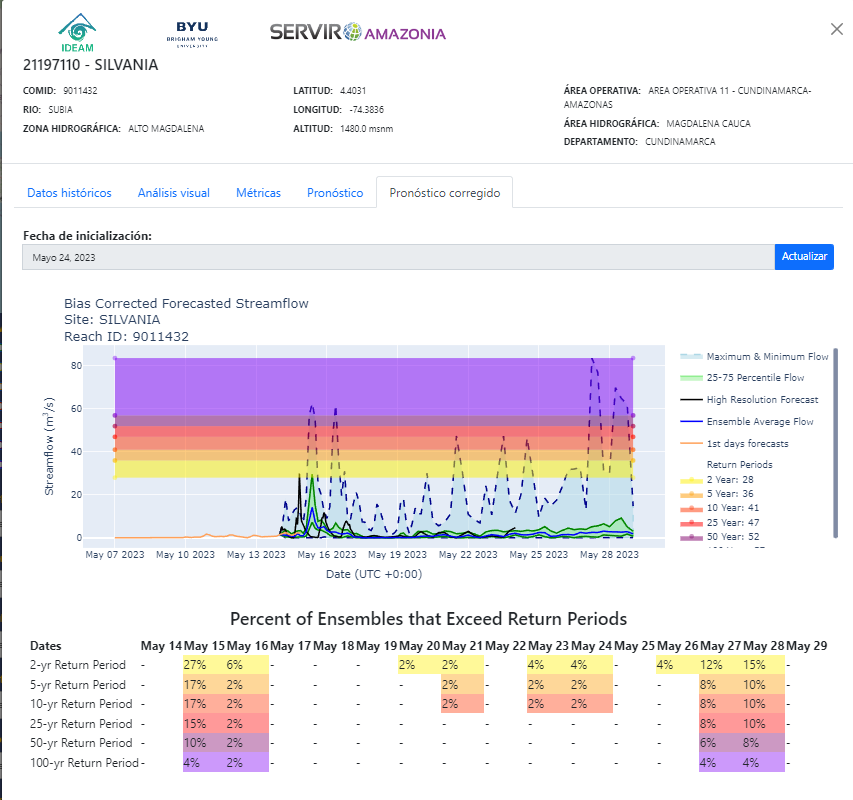 IDEAM
BYU
BRIGHAM YOUNG
UNIVERSITY
SERVIR AMAZONIA
21197110 - SILVANIA
COMID: 9011432
RIO: SUBIA
ZONA HIDROGRÁFICA: ALTO MAGDALENA
LATITUD: 4.4031
LONGITUD: -74.3836
ALTITUD: 1480.0 msnm
ÁREA OPERATIVA: AREA OPERATIVA 11 - CUNDINAMARCA-
AMAZONAS
ÁREA HIDROGRÁFICA: MAGDALENA CAUCA
DEPARTAMENTO: CUNDINAMARCA
Datos históricos Análisis visual Métricas Pronóstico Pronóstico corregido
Fecha de inicialización:
Mayo 24, 2023 Actualizar
Bias Corrected Forecasted Streamflow
Site: SILVANIA
Reach ID: 9011432
Streamflow (m³/s)
80
60
40
20
0
May 07 2023 May 10 2023 May 13 2023 May 16 2023 May 19 2023 May 22 2023 May 25 2023 May 28 2023
Date (UTC +0:00)
Maximum & Minimum Flow
25-75 Percentile Flow
High Resolution Forecast
Ensemble Average Flow
1st days forecasts
Return Periods
2 Year: 28
5 Year: 36
10 Year: 41
25 Year: 47
50 Year: 52
Percent of Ensembles that Exceed Return Periods
Dates May 14 May 15 May 16 May 17 May 18 May 19 May 20 May 21 May 22 May 23 May 24 May 25 May 26 May 27 May 28 May 29
2-yr Return Period - 27% 6% - - - 2% 2% - 4% 4% - 4% 12% 15% -
5-yr Return Period - 17% 2% - - - - 2% - 2% 2% - - 8% 10% -
10-yr Return Period - 17% 2% - - - - 2% - 2% 2% - - 8% 10% -
25-yr Return Period - 15% 2% - - - - - - - - - - 8% 10% -
50-yr Return Period - 10% 2% - - - - - - - - - - 6% 8% -
100-yr Return Period - 4% 2% - - - - - - - - - - 4% 4% -